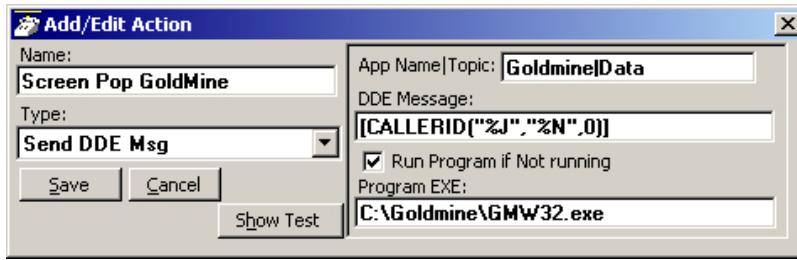 Add/Edit Action
Name:
Screen Pop GoldMine
Type:
Send DDE Msg
Save
Cancel
Show Test
App Name|Topic: Goldmine|Data
DDE Message:
[CALLERID("%J","%N",0)]
Run Program if Not running
Program EXE:
C:\Goldmine\GMW32.exe